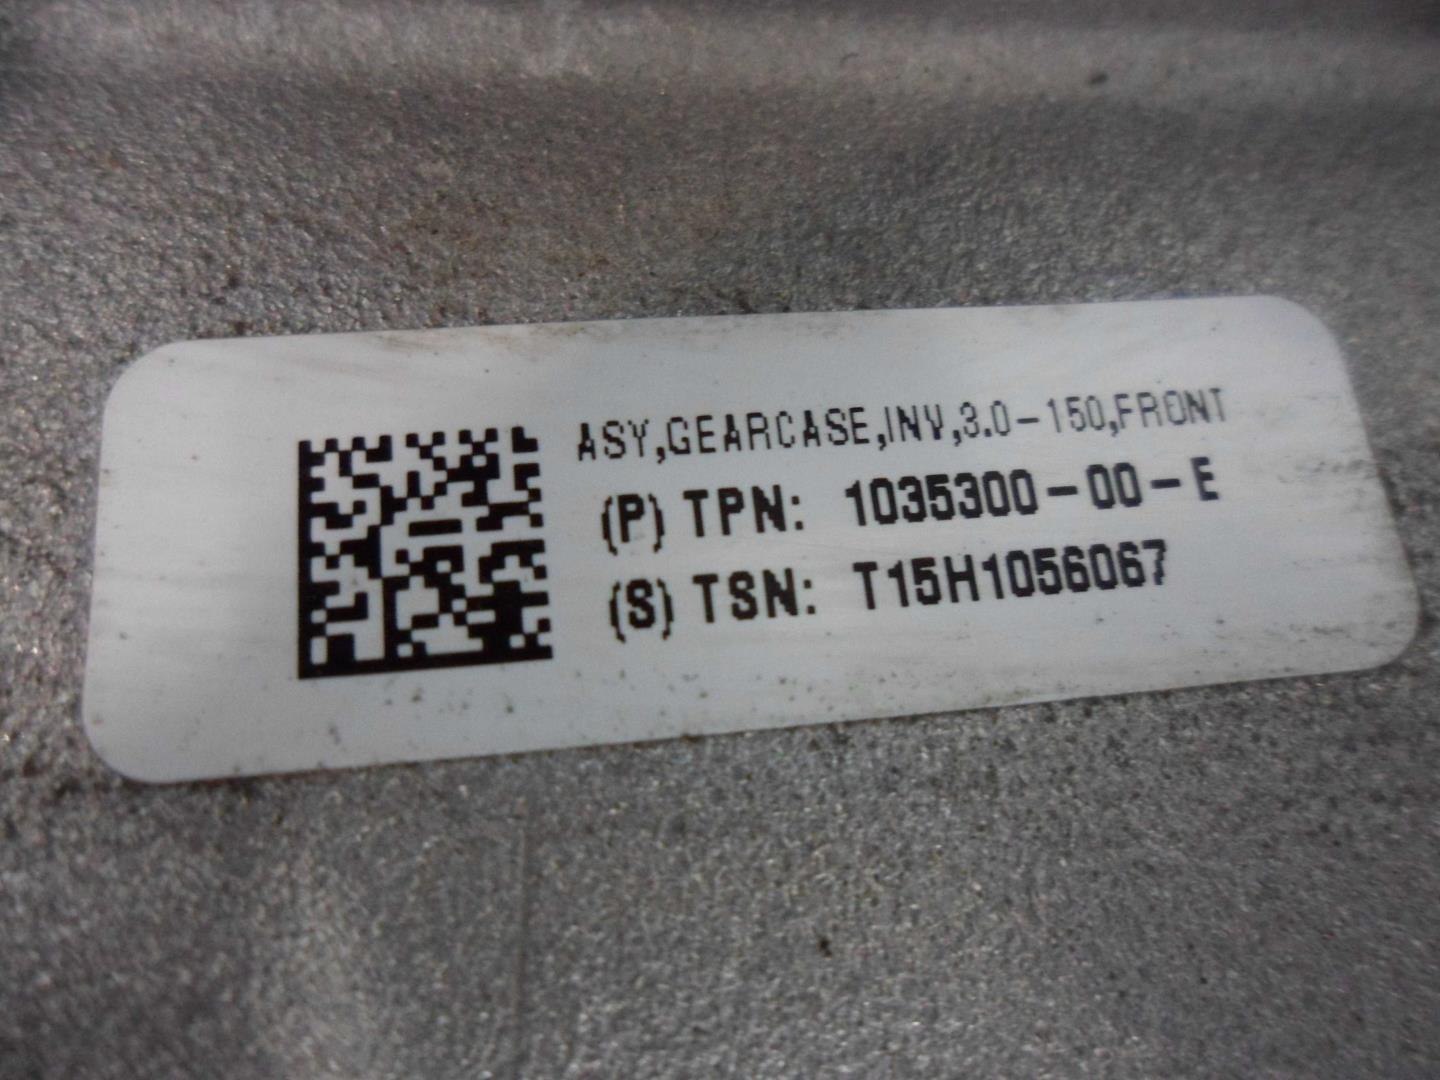 ASY,GEARCASE,INV,3.0-150,FRONT
(P) TPN: 1035300-00-E
(S) TSN: T15H1056067